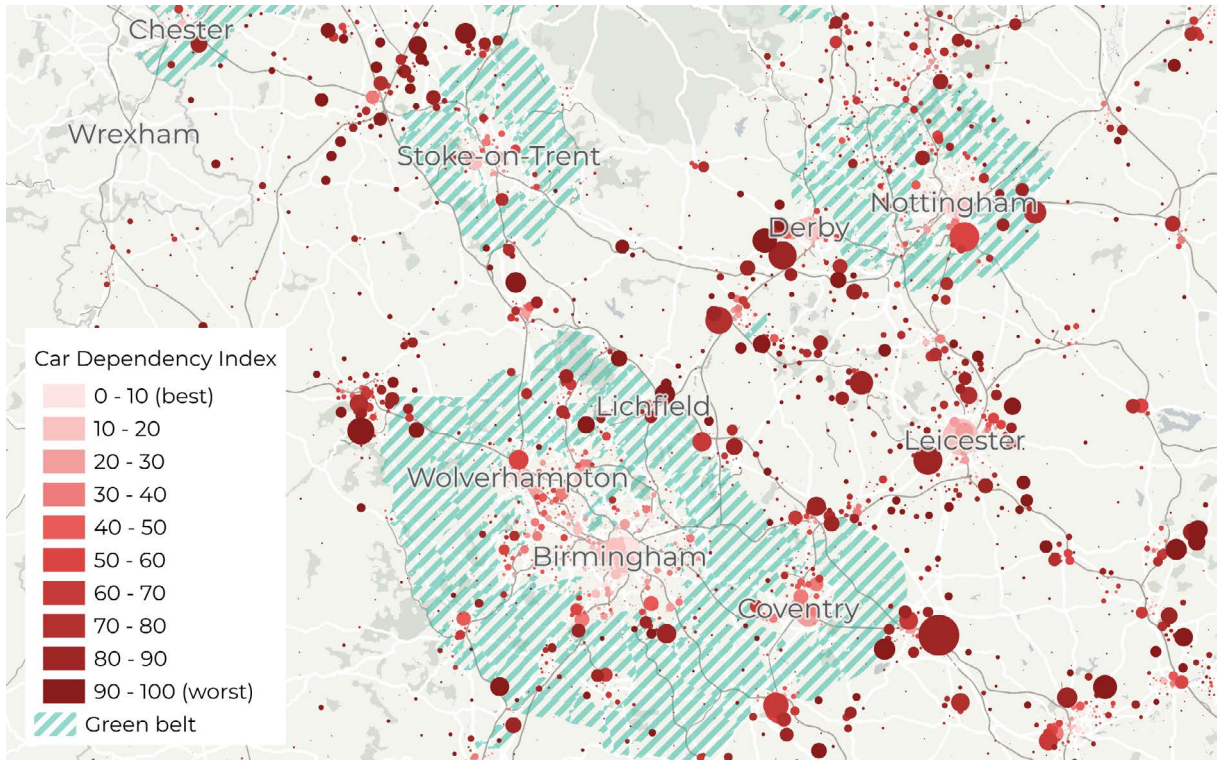 Chester
Wrexham
Stoke-on-Trent
Nottingham
Derby
Lichfield
Leicester
Wolverhampton
Birmingham
Coventry
Car Dependency Index
0 - 10 (best)
10 - 20
20 - 30
30 - 40
40 - 50
50 - 60
60 - 70
70 - 80
80 - 90
90 - 100 (worst)
Green belt